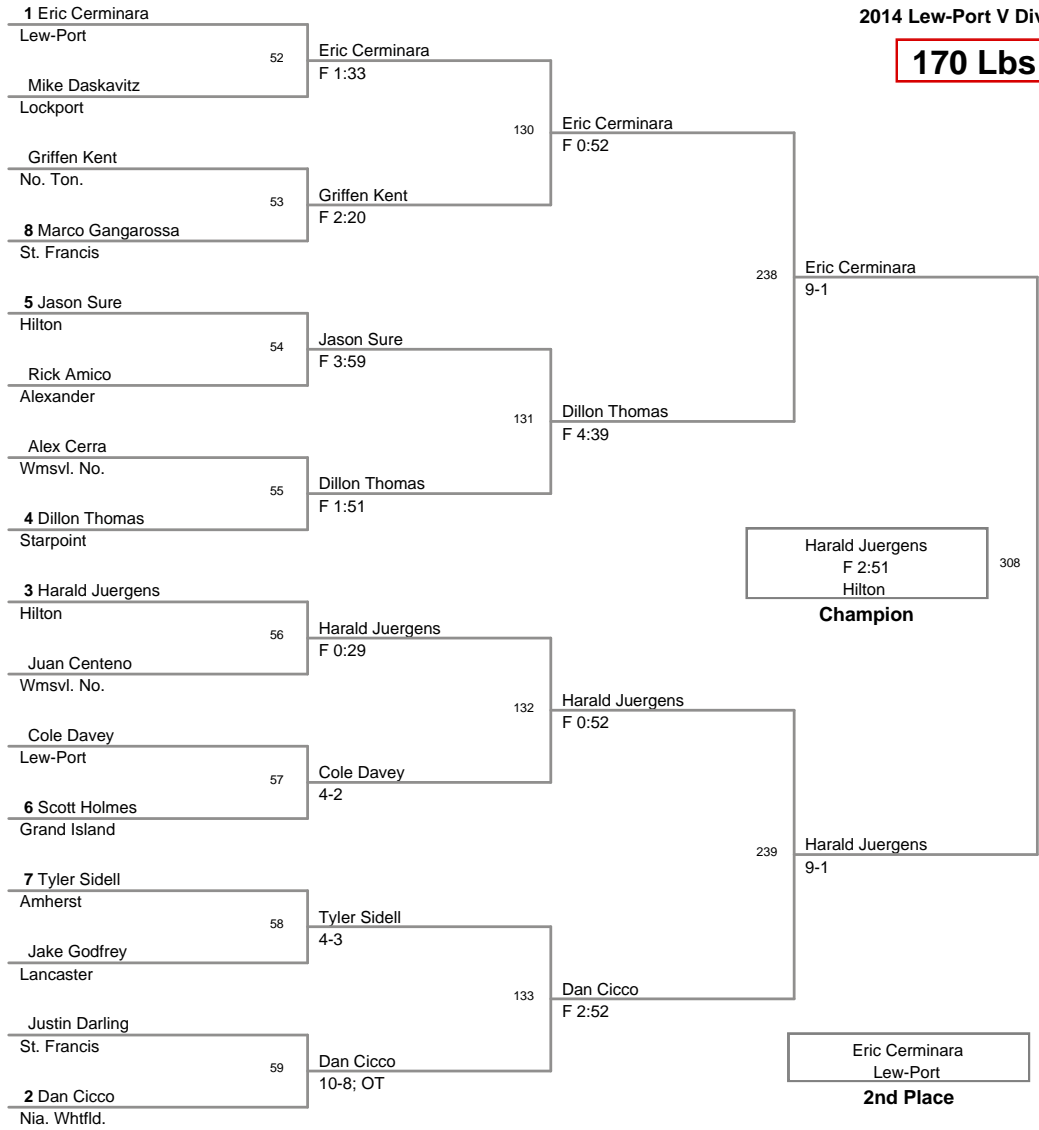 1 Eric Cerminara
Lew-Port
52
Mike Daskavitz
Lockport
Eric Cerminara
F 1:33
Griffen Kent
No. Ton.
53
8 Marco Gangarossa
St. Francis
Griffen Kent
F 2:20
130
Eric Cerminara
F 0:52
5 Jason Sure
Hilton
54
Rick Amico
Alexander
Jason Sure
F 3:59
Alex Cerra
Wmsvl. No.
55
4 Dillon Thomas
Starpoint
Dillon Thomas
F 1:51
131
Dillon Thomas
F 4:39
238
Eric Cerminara
9-1
3 Harald Juergens
Hilton
56
Juan Centeno
Wmsvl. No.
Harald Juergens
F 0:29
Cole Davey
Lew-Port
57
6 Scott Holmes
Grand Island
Cole Davey
4-2
132
Harald Juergens
F 0:52
7 Tyler Sidell
Amherst
58
Jake Godfrey
Lancaster
Tyler Sidell
4-3
Justin Darling
St. Francis
59
2 Dan Cicco
Nia. Whtfld.
Dan Cicco
10-8; OT
133
Dan Cicco
F 2:52
239
Harald Juergens
9-1
2014 Lew-Port V Div
170 Lbs
Harald Juergens
F 2:51
Hilton
308
Champion
Eric Cerminara
Lew-Port
2nd Place